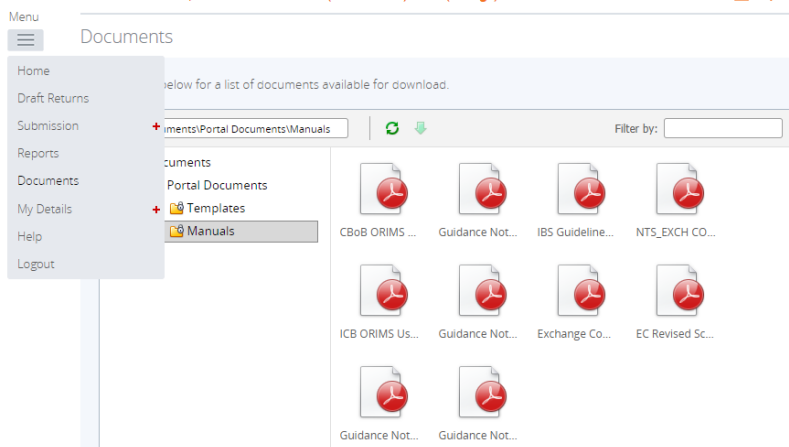 Menu
Documents
Home
Draft Returns
Submission
Reports
Documents
My Details
Help
Logout
below for a list of documents available for download.
ments\Portal Documents\Manuals
Filter by:
cuments
Portal Documents
Templates
Manuals
CBoB ORIMS ...
Guidance Not...
IBS Guideline...
NTS_EXCH CO...
ICB ORIMS Us...
Guidance Not...
Exchange Co...
EC Revised Sc...
Guidance Not...
Guidance Not...